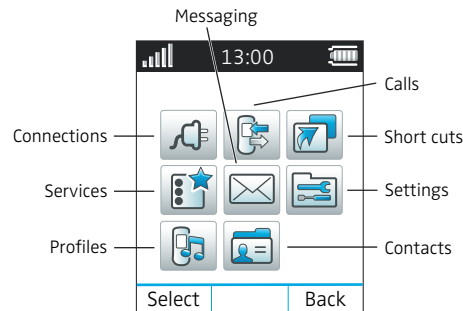 Messaging
13:00
Calls
Connections
Short cuts
Services
Settings
Profiles
Contacts
Select Back